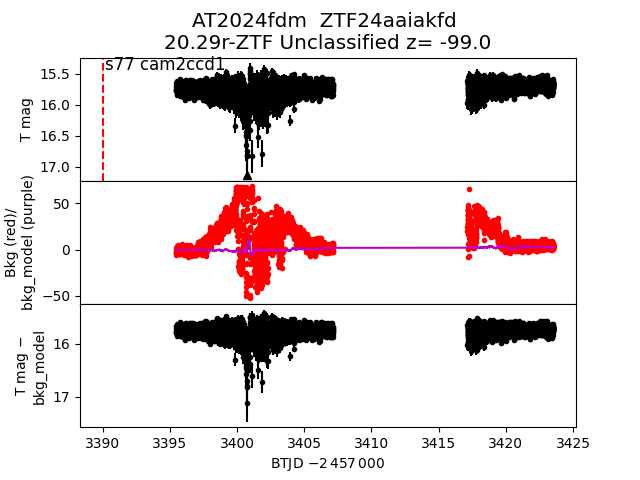 AT2024fdm ZTF24aaiakfd
20.29r-ZTF Unclassified z= -99.0
s77 cam2ccd1
15.5
16.0
16.5
17.0
T mag
50
0
−50
Bkg (red)/
bkg_model (purple)
16
17
T mag −
bkg_model
3390 3395 3400 3405 3410 3415 3420 3425
BTJD −2 457 000